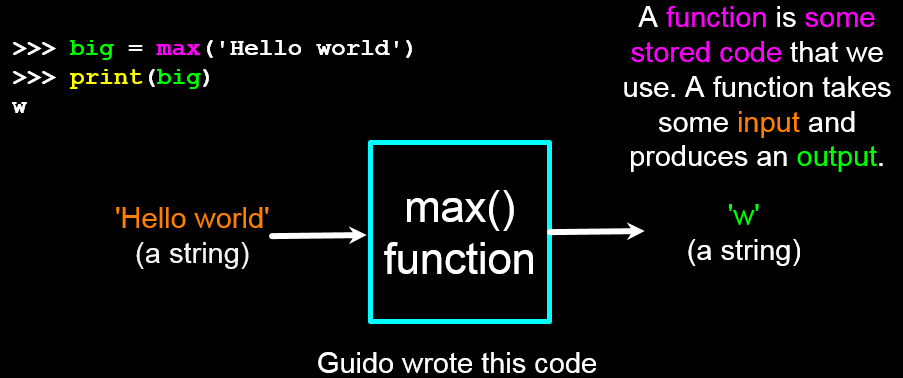 >>> big = max('Hello world')
>>> print(big)
w
A function is some
stored code that we
use. A function takes
some input and
produces an output.
'Hello world'
(a string)
max()
function
'w'
(a string)
Guido wrote this code